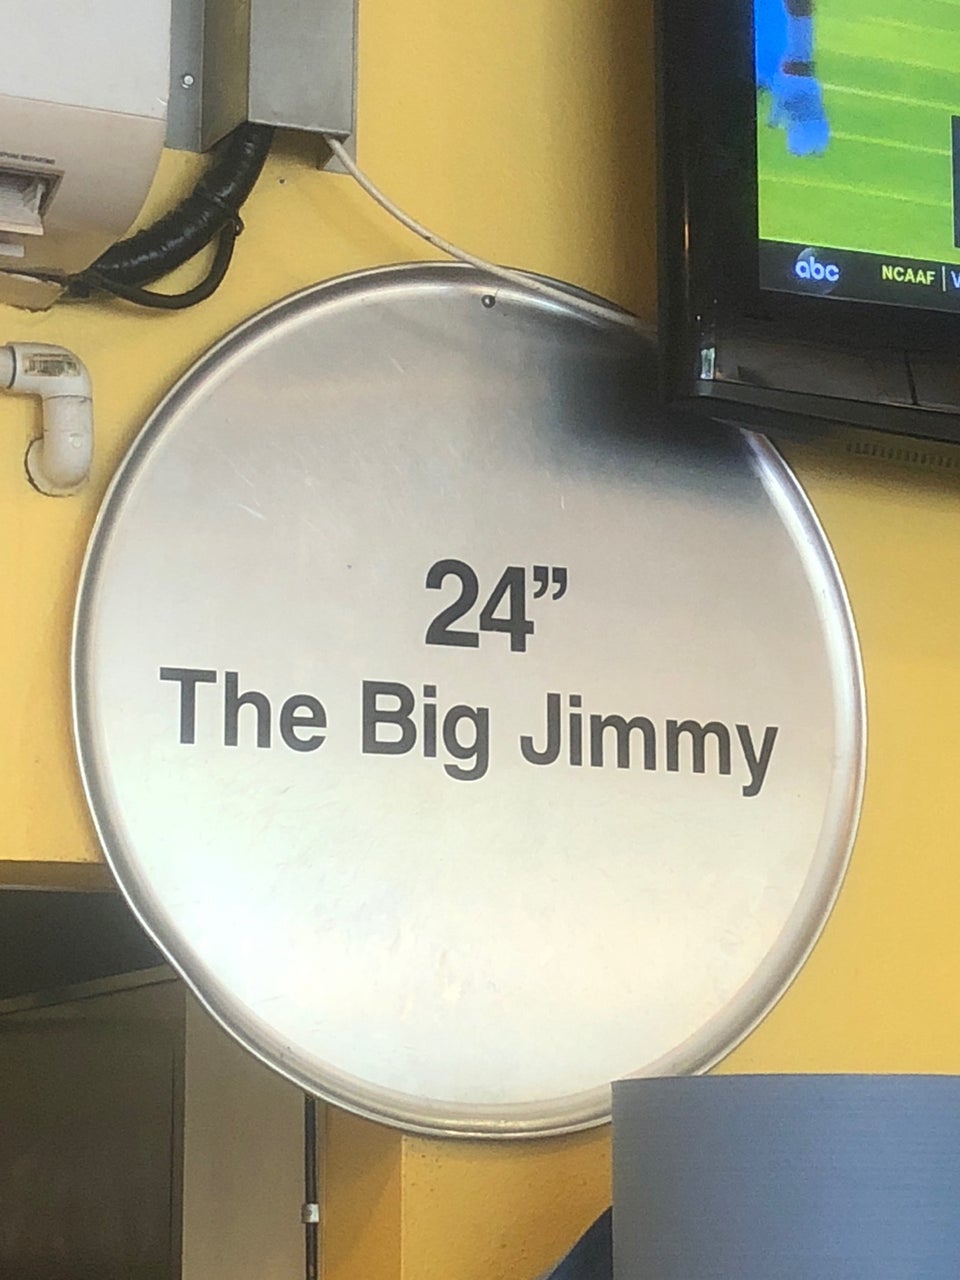 abc NCAAF
24”
The Big Jimmy